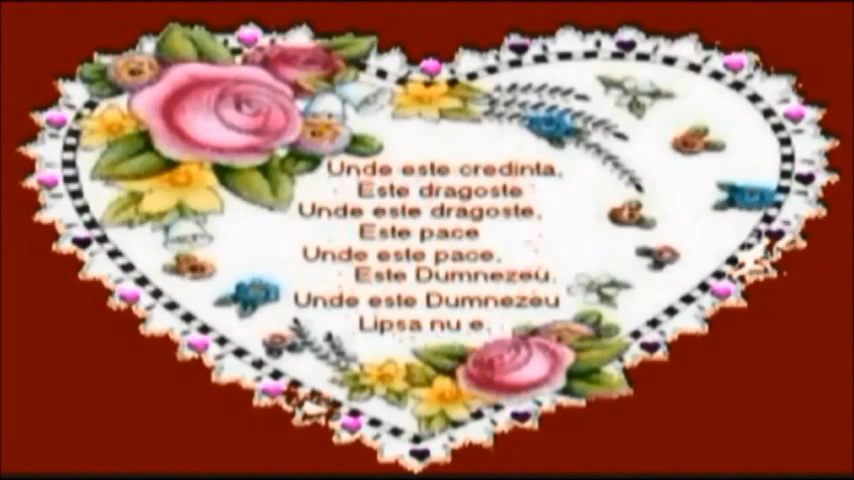 Unde este credinta,
Este dragoste
Unde este dragoste,
Este pace
Unde este pace,
Este Dumnezeu,
Unde este Dumnezeu
Lipsa nu e.